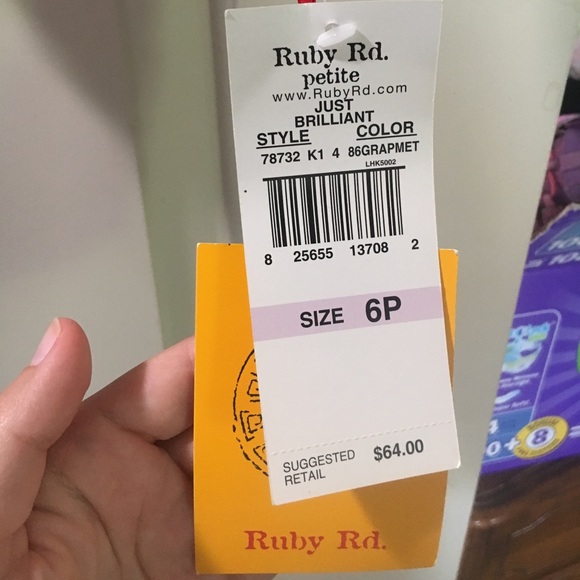 Ruby Rd.
petite
www.RubyRd.com
JUST
BRILLIANT
STYLE COLOR
78732 K1 4 86GRAPMET
LHK5002
8 25655 13708 2
SIZE 6P
SUGGESTED
RETAIL $64.00
Ruby Rd.
8